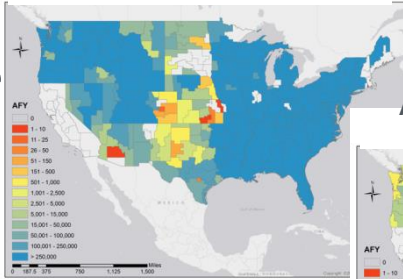 AFY
0
1 - 10
11 - 25
26 - 50
51 - 150
151 - 500
501 - 1,000
1,001 - 2,500
2,501 - 5,000
5,001 - 15,000
15,001 - 50,000
50,001 - 100,000
100,001 - 250,000
> 250,000
MEXICO
Miles
0 187.5 375 750 1,125 1,500
AFY
0
1 - 10